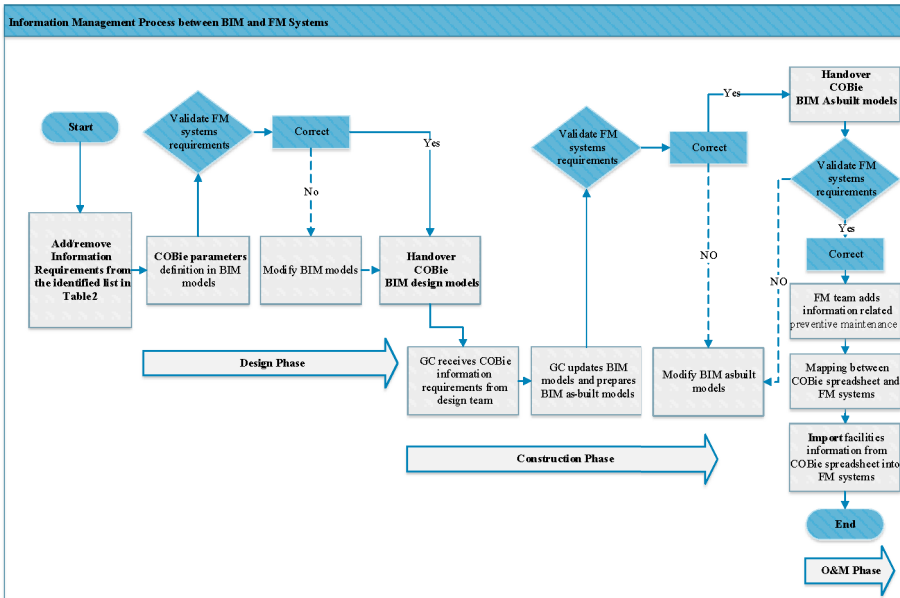 Information Management Process between BIM and FM Systems
Start
Add/remove
Information
Requirements from
the identified list in
Table2
Validate FM
systems
requirements
COBie parameters
definition in BIM
models
Correct
No
Yes
Modify BIM models
Handover
COBie
BIM design models
Design Phase
GC receives COBie
information
requirements from
design team
GC updates BIM
models and prepares
BIM as-built models
Validate FM
systems
requirements
Correct
Yes
NO
Modify BIM asbuilt
models
Construction Phase
Handover
COBie
BIM Asbuilt models
Validate FM
systems
requirements
Yes
NO
Correct
FM team adds
information related
preventive maintenance
Mapping between
COBie spreadsheet and
FM systems
Import facilities
information from
COBie spreadsheet into
FM systems
End
O&M Phase